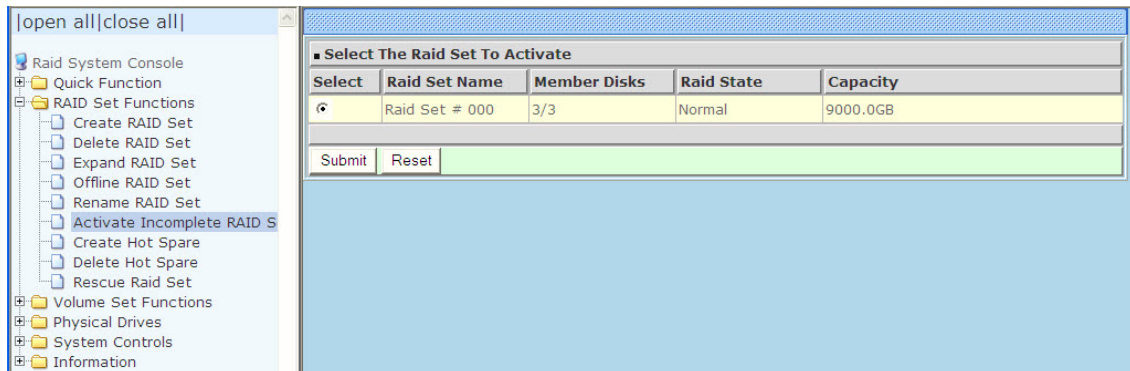 |open all|close all|
Raid System Console
Quick Function
RAID Set Functions
Create RAID Set
Delete RAID Set
Expand RAID Set
Offline RAID Set
Rename RAID Set
Activate Incomplete RAID S
Create Hot Spare
Delete Hot Spare
Rescue Raid Set
Volume Set Functions
Physical Drives
System Controls
Information
Select The Raid Set To Activate
Select Raid Set Name Member Disks Raid State Capacity
Raid Set # 000 3/3 Normal 9000.0GB
Submit Reset